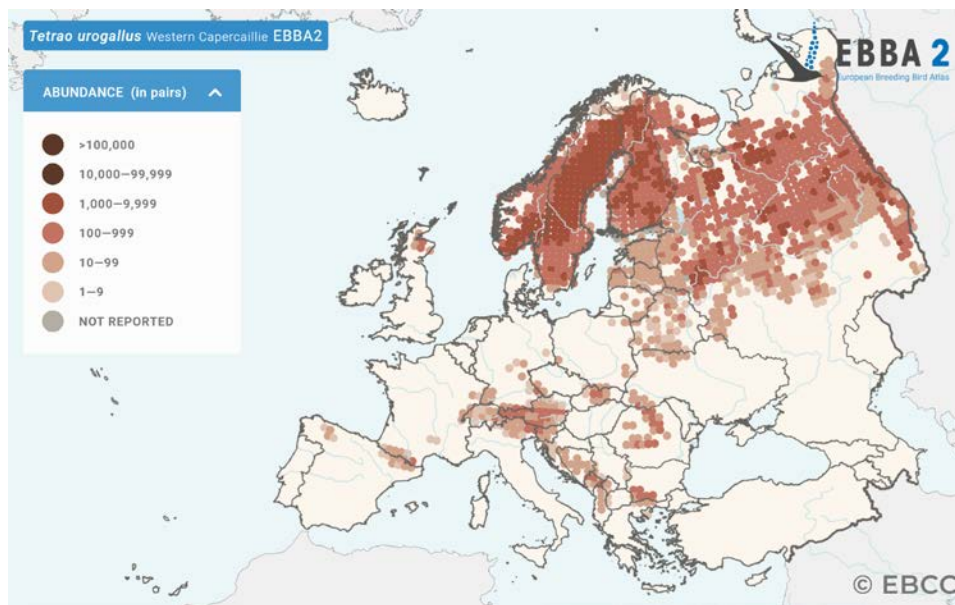 Tetrao urogallus Western Capercaillie EBBA2
EBBA 2
European Breeding Bird Atlas
ABUNDANCE (in pairs)
>100,000
10,000–99,999
1,000–9,999
100–999
10–99
1–9
NOT REPORTED
© EBCC